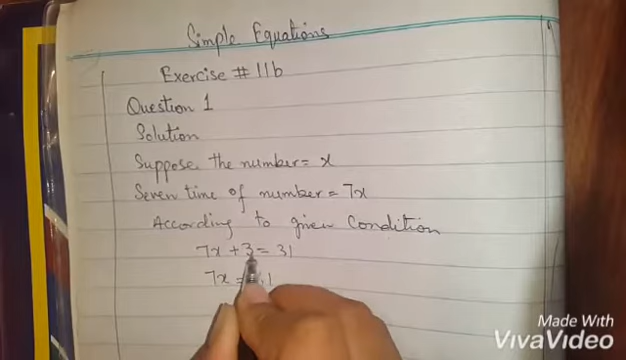 Simple Equations
Exercise # 11b
Question 1
Solution
Suppose the number = x
Seven time of number = 7x
According to given Condition
7x + 3 = 31
7x =
Made With
VivaVideo